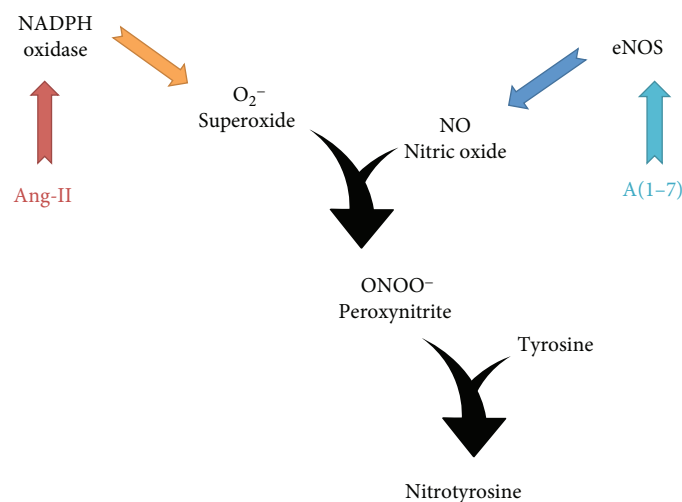 NADPH
oxidase
eNOS
O₂⁻
Superoxide
NO
Nitric oxide
Ang-II
A(1–7)
ONOO⁻
Peroxynitrite
Tyrosine
Nitrotyrosine